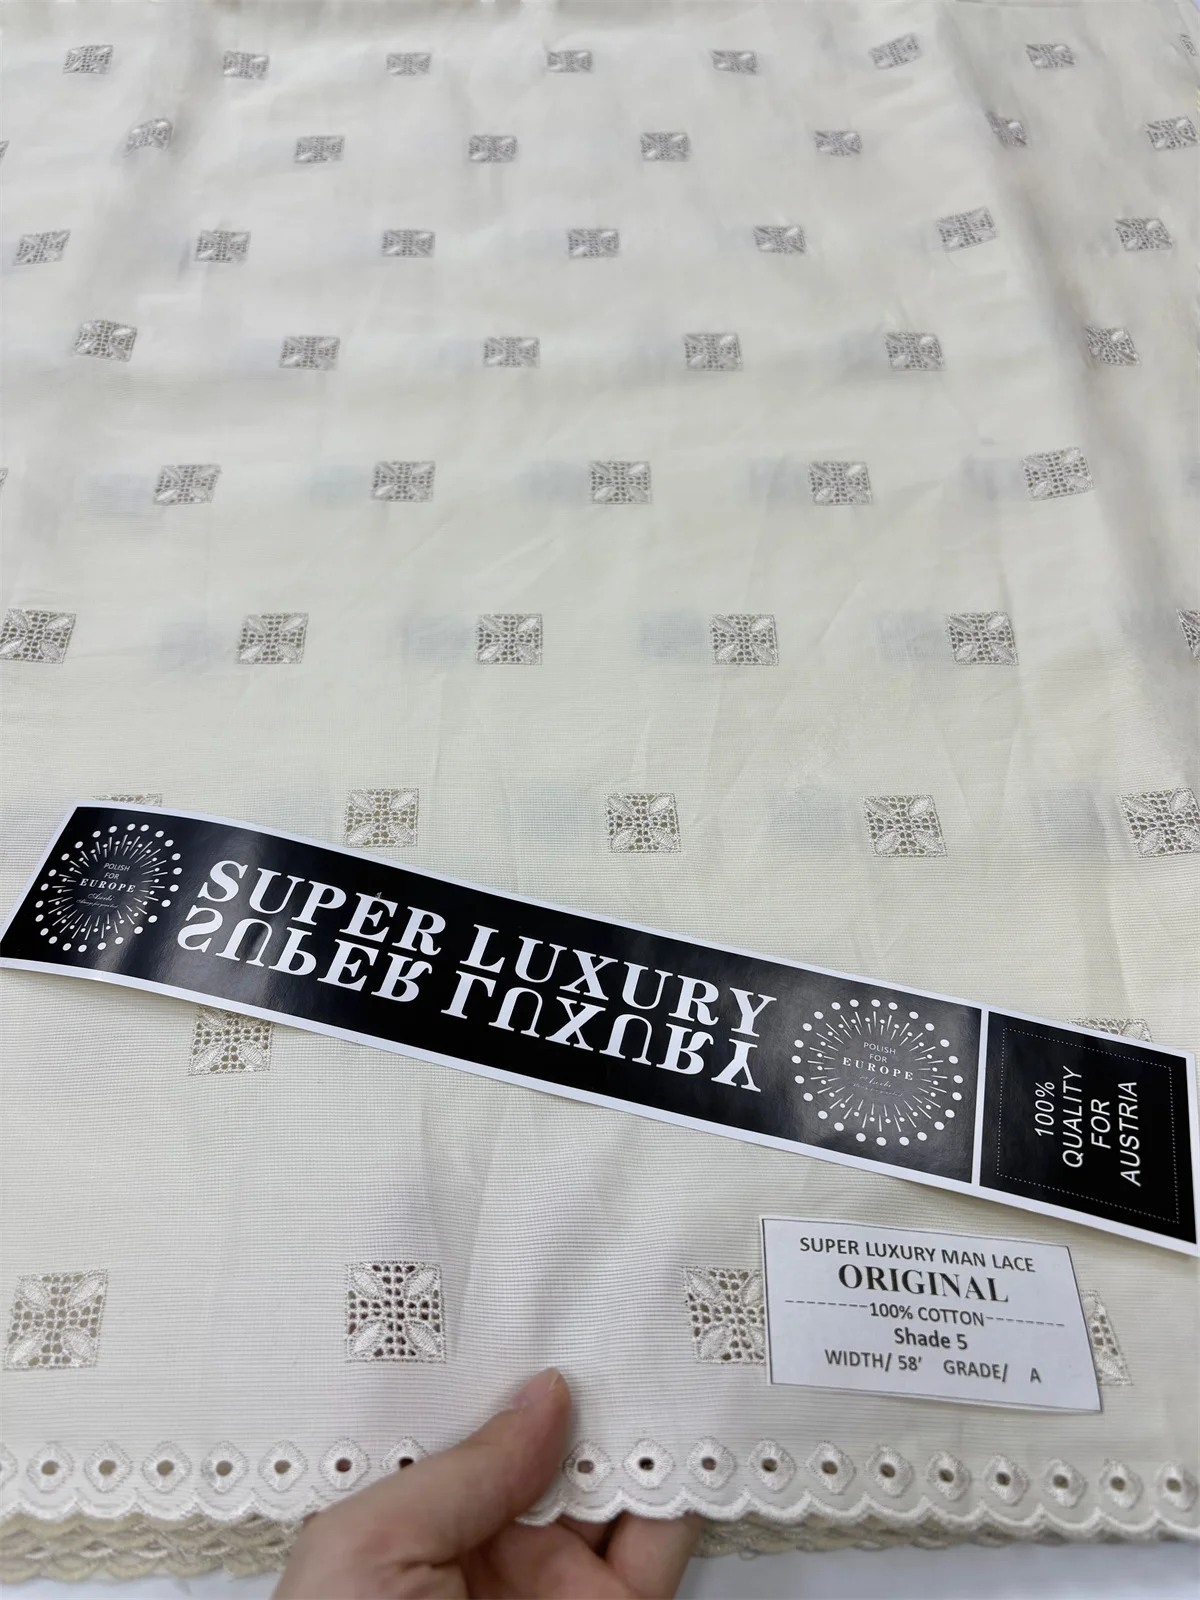 POLISH
FOR
EUROPE
SUPER LUXURY
SUPER LUXURY
POLISH
FOR
EUROPE
100%
QUALITY
FOR
AUSTRIA
SUPER LUXURY MAN LACE
ORIGINAL
--------100% COTTON--------
Shade 5
WIDTH/ 58' GRADE/ A